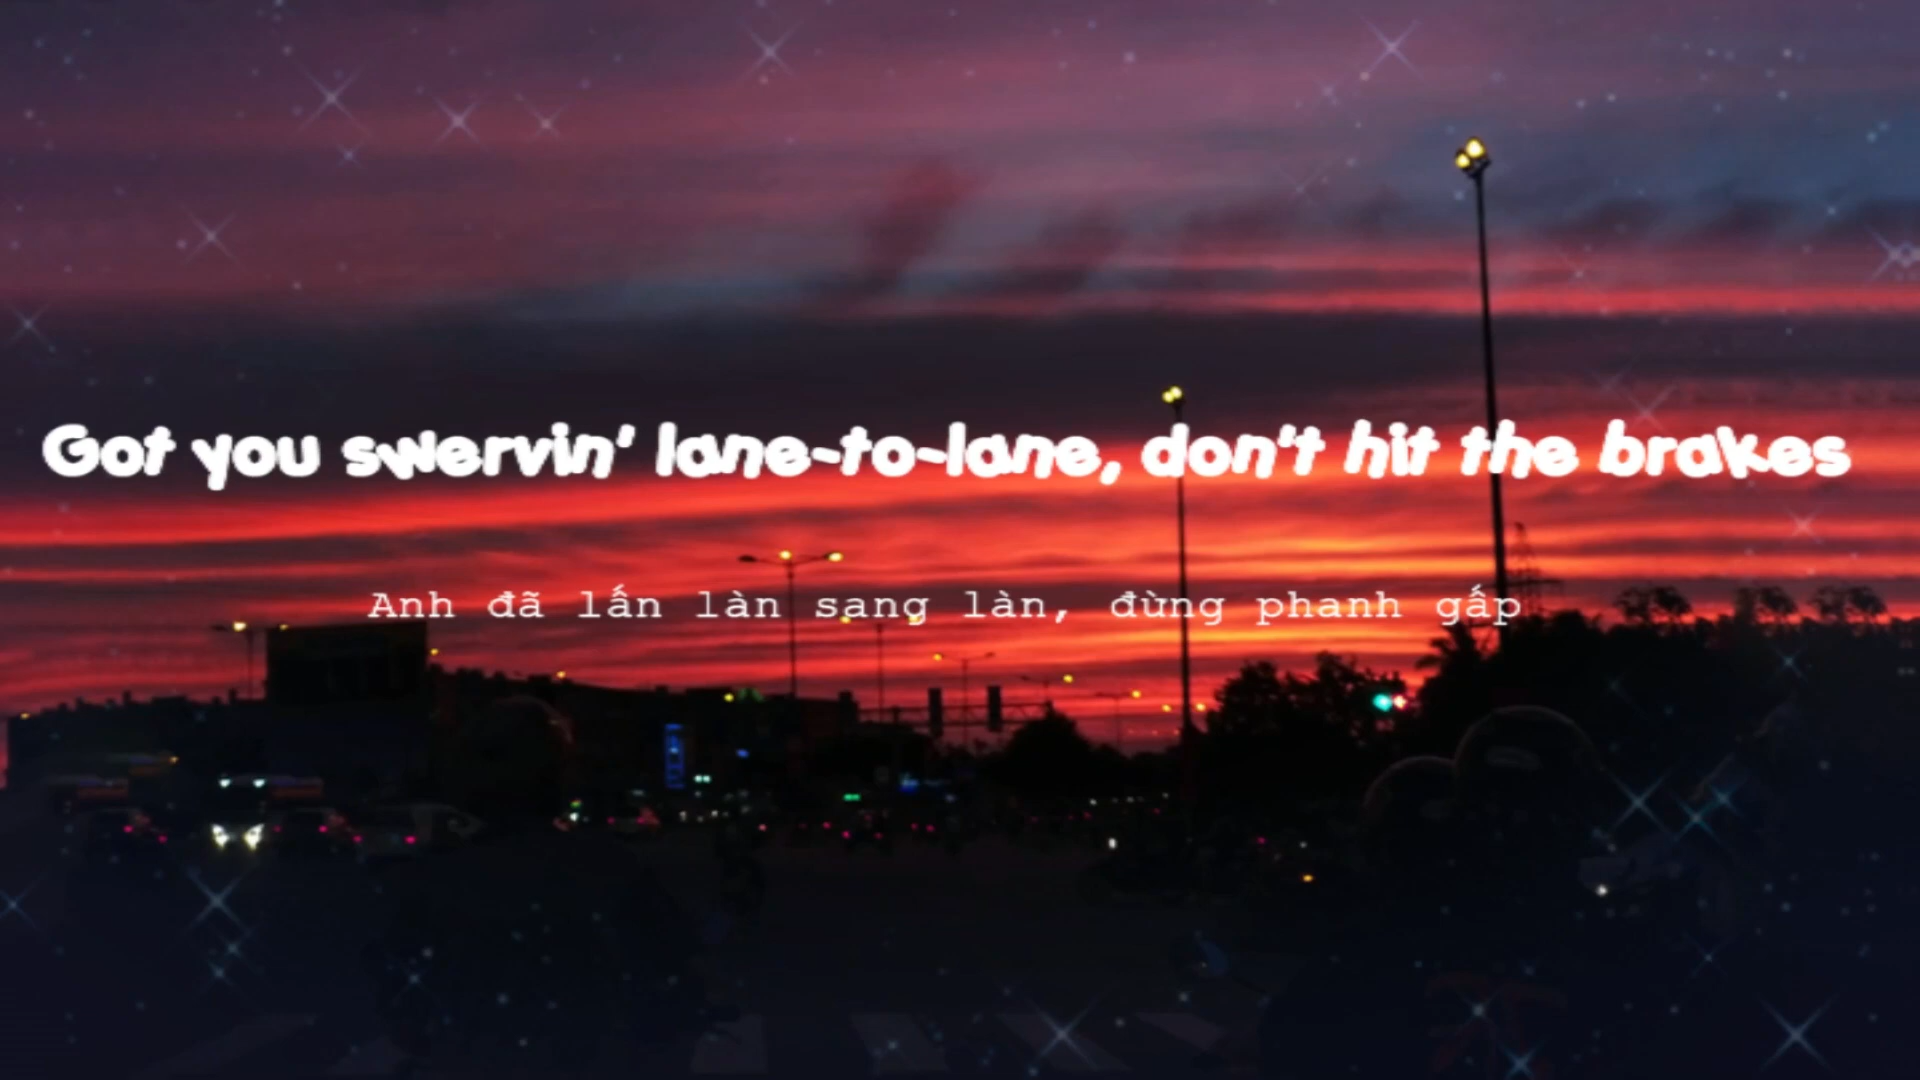 Got you swervin' lane-to-lane, don't hit the brakes
Anh đã lấn làn sang làn, đừng phanh gấp